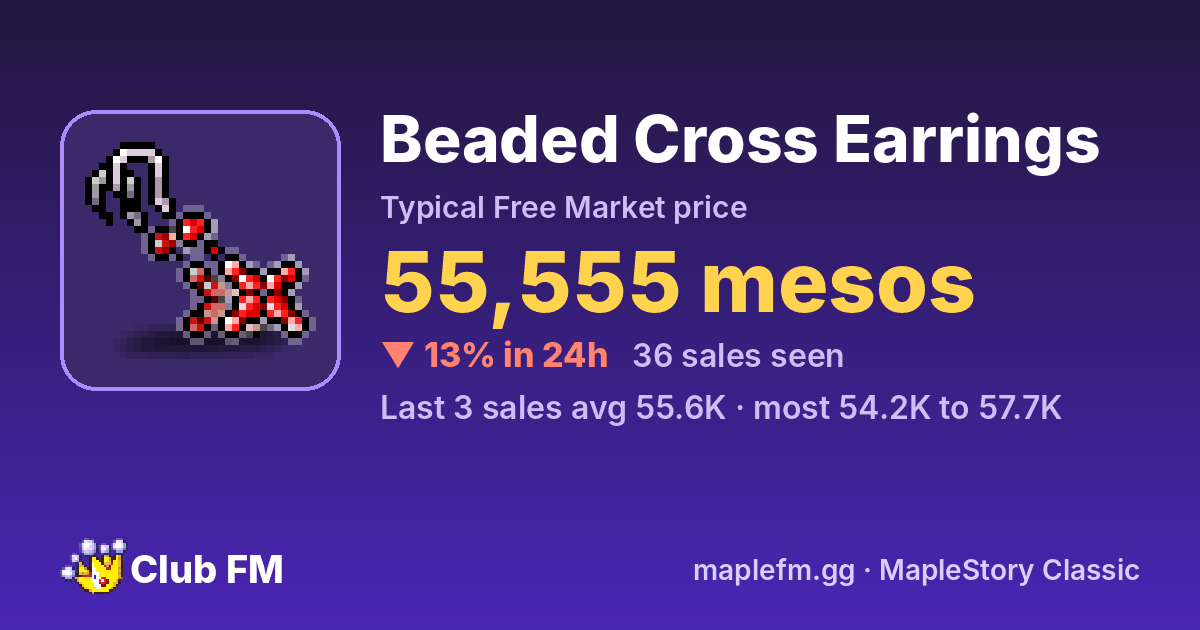 Beaded Cross Earrings
Typical Free Market price
55,555 mesos
▼ 13% in 24h 36 sales seen
Last 3 sales avg 55.6K · most 54.2K to 57.7K
Club FM
maplefm.gg · MapleStory Classic